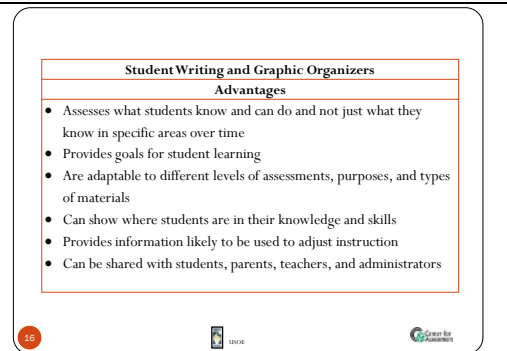 Student Writing and Graphic Organizers
Advantages
• Assesses what students know and can do and not just what they
know in specific areas over time
• Provides goals for student learning
• Are adaptable to different levels of assessments, purposes, and types
of materials
• Can show where students are in their knowledge and skills
• Provides information likely to be used to adjust instruction
• Can be shared with students, parents, teachers, and administrators
16
USOE
Center for
Assessment